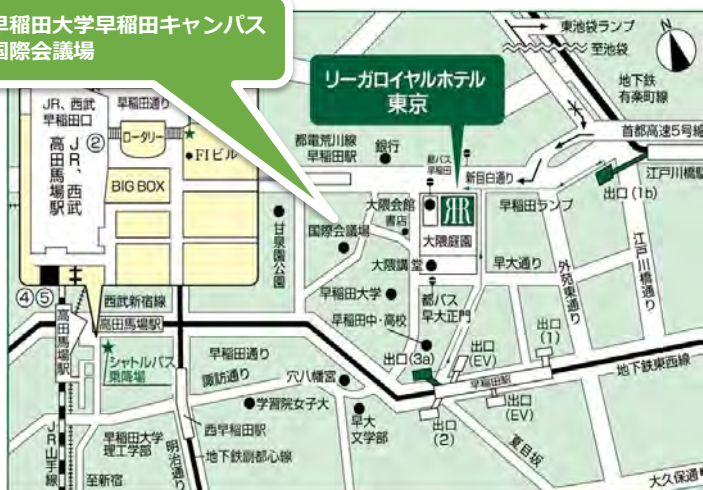 早稲田大学早稲田キャンパス
国際会議場
リーガロイヤルホテル
東京
東池袋ランプ
至池袋
N
地下鉄
有楽町線
首都高速5号線
江戸川橋駅
出口(1b)
JR、西武
早稲田口
早稲田通り
ロータリー
FIビル
JR、西武
高田馬場駅
②
BIG BOX
④⑤
都電荒川線
早稲田駅
銀行
都バス
早稲田
新目白通り
早稲田ランプ
大隈会館
書店
国際会議場
大隈庭園
甘泉園公園
大隈講堂
早大通り
外苑東通り
江戸川橋通り
早稲田大学
都バス
早大正門
早稲田中・高校
西武新宿線
高田馬場駅
高田馬場駅
シャトルバス
乗降場
早稲田通り
諏訪通り
穴八幡宮
出口(3a)
出口
(EV)
出口
(1)
早稲田駅
地下鉄東西線
学習院女子大
早大
文学部
出口
(2)
出口
(EV)
夏目坂
西早稲田駅
地下鉄副都心線
早稲田大学
理工学部
明治通り
JR山手線
至新宿
大久保通り